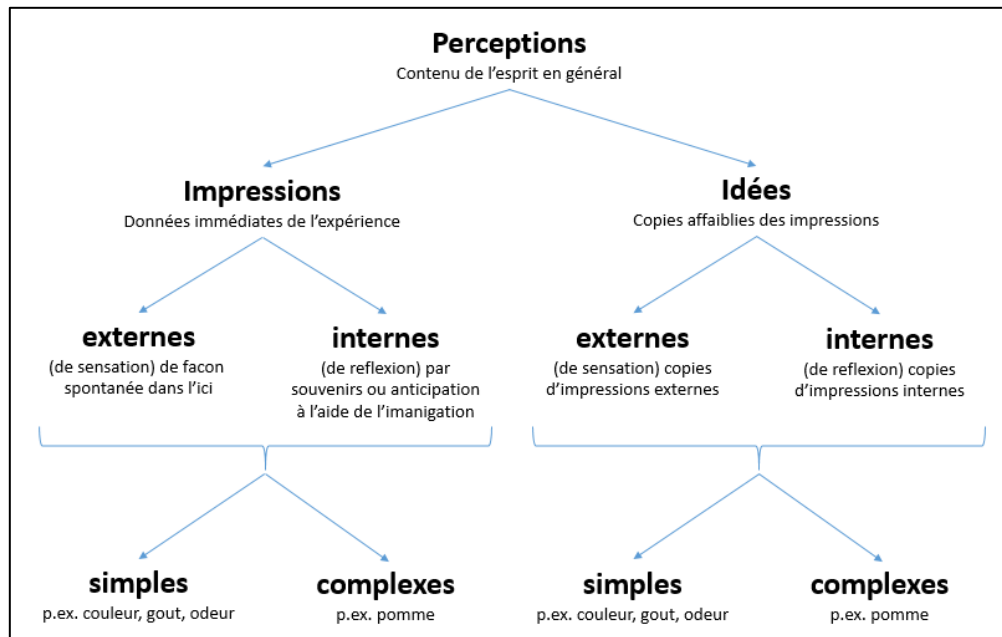 Perceptions
Contenu de l'esprit en général
Impressions
Données immédiates de l'expérience
Idées
Copies affaiblies des impressions
externes
(de sensation) de facon
spontanée dans l'ici
internes
(de reflexion) par
souvenirs ou anticipation
à l'aide de l'imanigation
externes
(de sensation) copies
d'impressions externes
internes
(de reflexion) copies
d'impressions internes
simples
p.ex. couleur, gout, odeur
complexes
p.ex. pomme
simples
p.ex. couleur, gout, odeur
complexes
p.ex. pomme